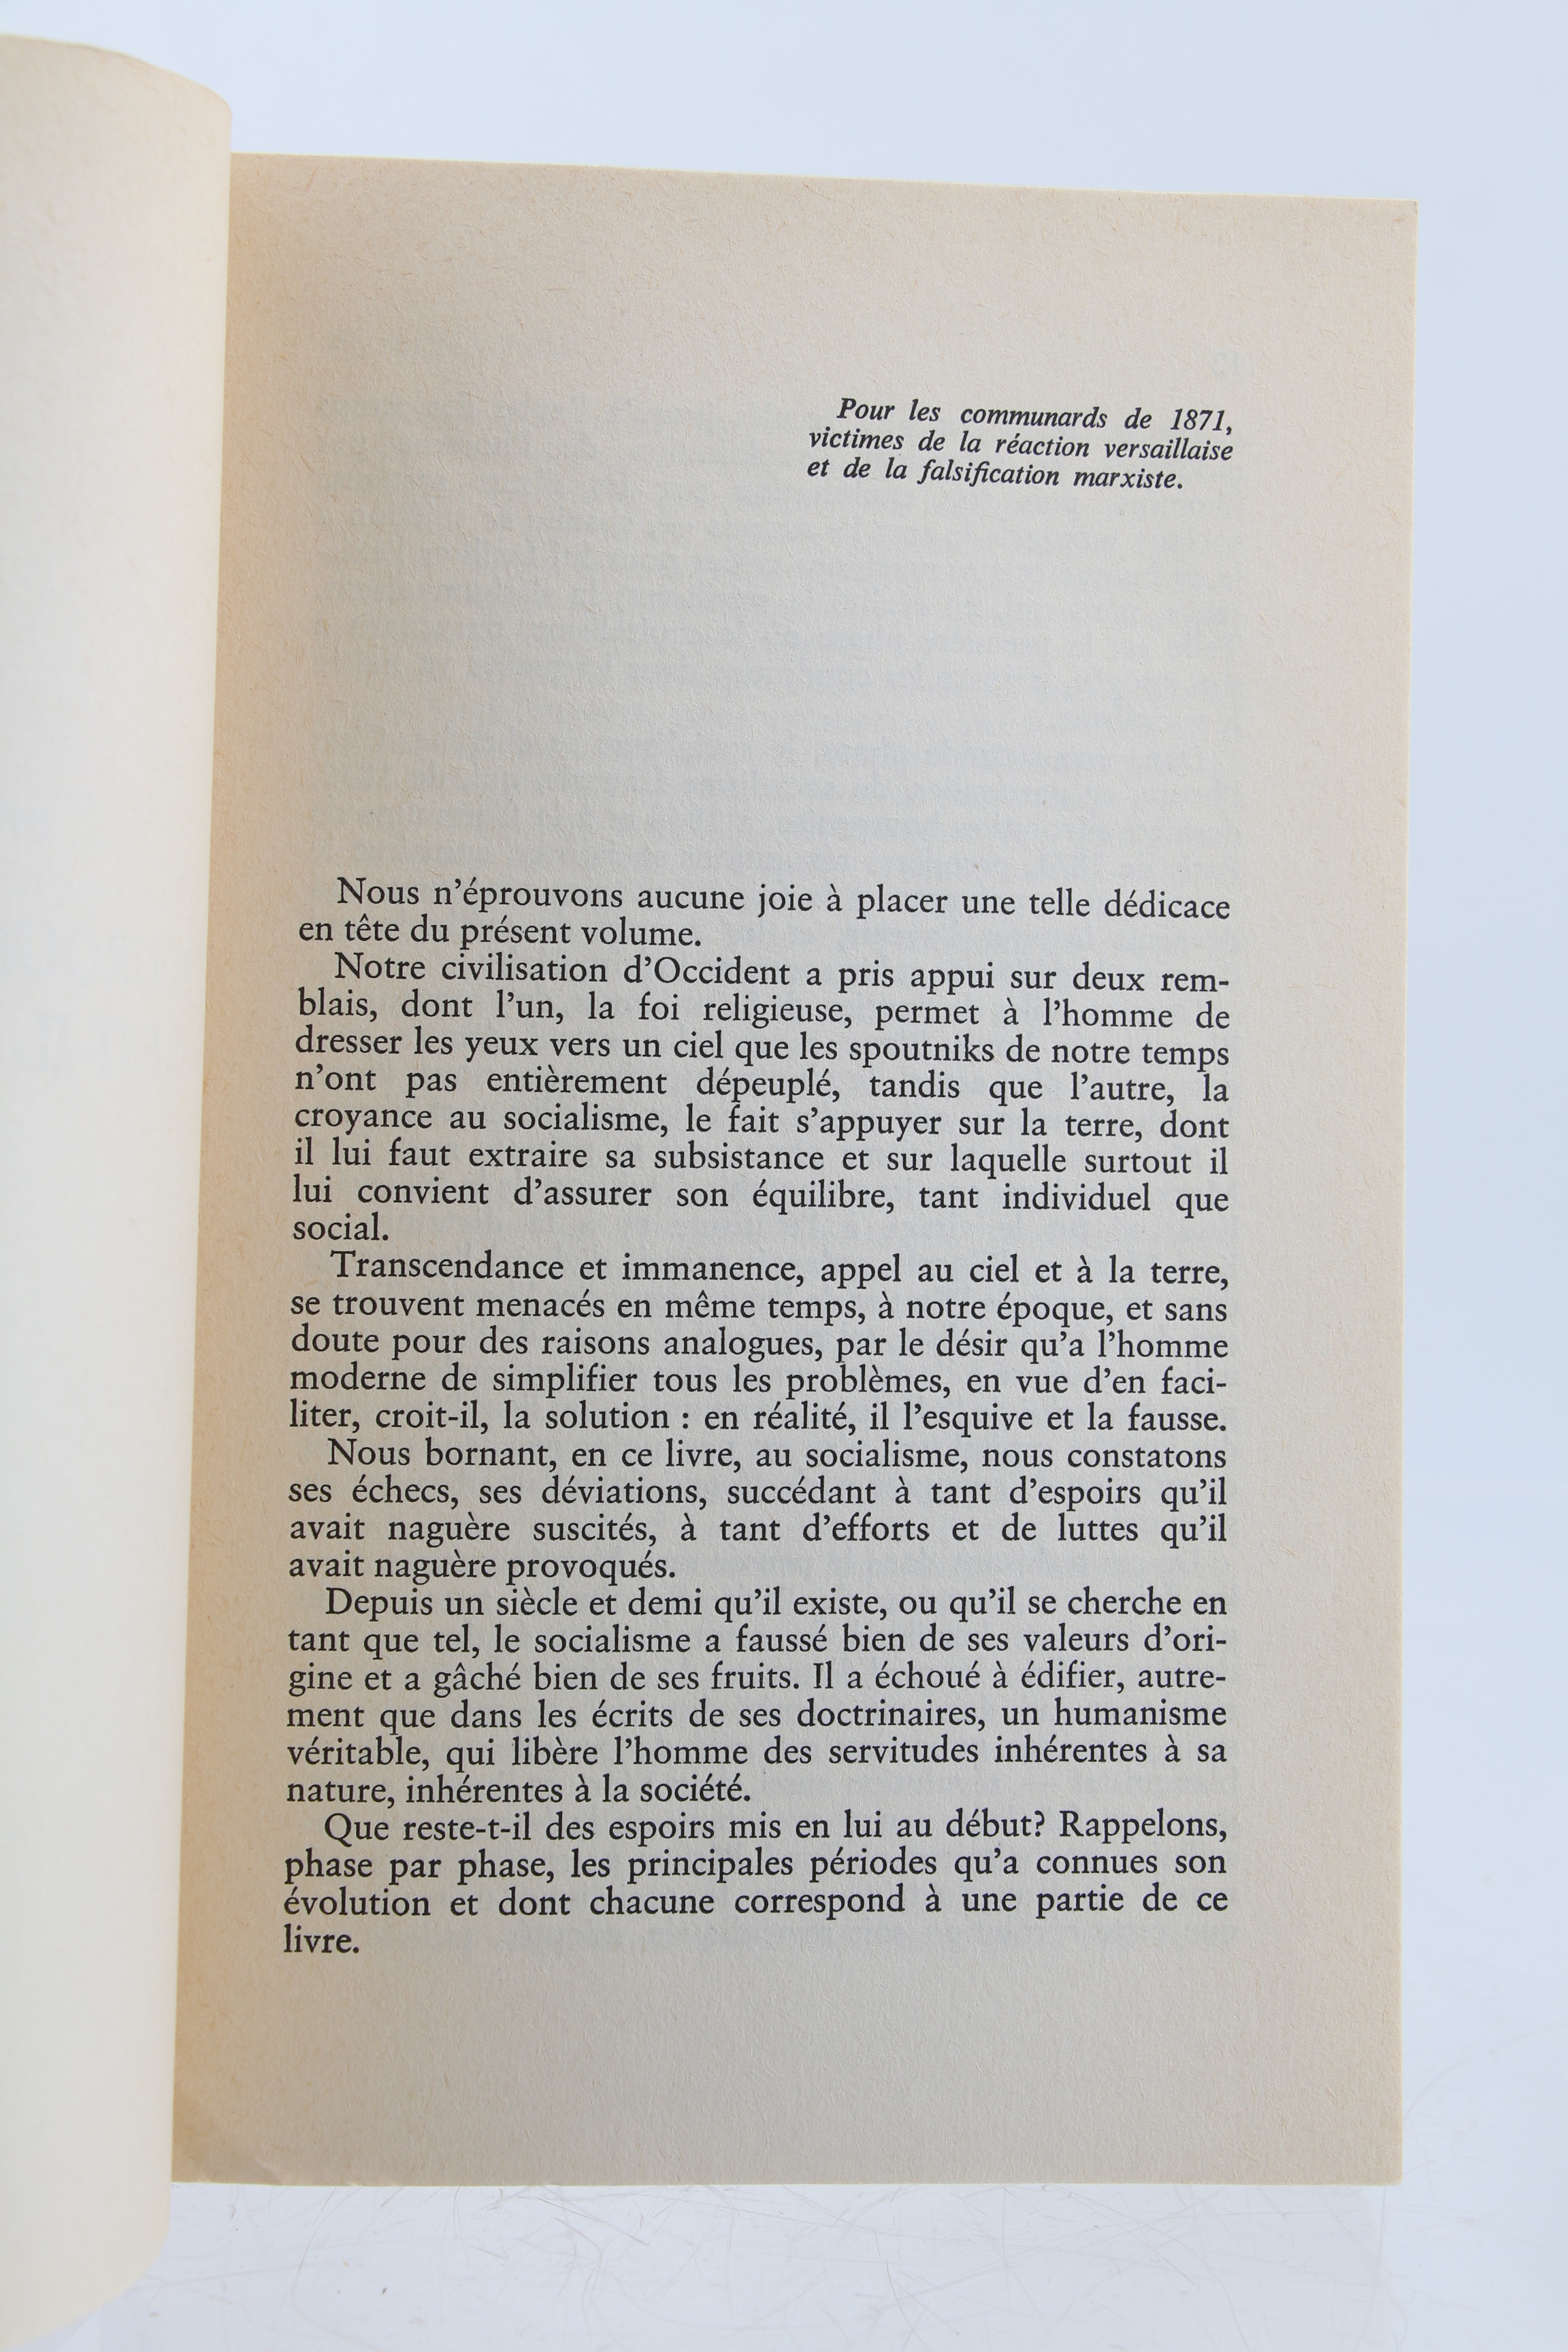 Pour les communards de 1871,
victimes de la réaction versaillaise
et de la falsification marxiste.
Nous n'éprouvons aucune joie à placer une telle dédicace
en tête du présent volume.
Notre civilisation d'Occident a pris appui sur deux rem-
blais, dont l'un, la foi religieuse, permet à l'homme de
dresser les yeux vers un ciel que les spoutniks de notre temps
n'ont pas entièrement dépeuplé, tandis que l'autre, la
croyance au socialisme, le fait s'appuyer sur la terre, dont
il lui faut extraire sa subsistance et sur laquelle surtout il
lui convient d'assurer son équilibre, tant individuel que
social.
Transcendance et immanence, appel au ciel et à la terre,
se trouvent menacés en même temps, à notre époque, et sans
doute pour des raisons analogues, par le désir qu'a l'homme
moderne de simplifier tous les problèmes, en vue d'en faci-
liter, croit-il, la solution : en réalité, il l'esquive et la fausse.
Nous bornant, en ce livre, au socialisme, nous constatons
ses échecs, ses déviations, succédant à tant d'espoirs qu'il
avait naguère suscités, à tant d'efforts et de luttes qu'il
avait naguère provoqués.
Depuis un siècle et demi qu'il existe, ou qu'il se cherche en
tant que tel, le socialisme a faussé bien de ses valeurs d'ori-
gine et a gâché bien de ses fruits. Il a échoué à édifier, autre-
ment que dans les écrits de ses doctrinaires, un humanisme
véritable, qui libère l'homme des servitudes inhérentes à sa
nature, inhérentes à la société.
Que reste-t-il des espoirs mis en lui au début? Rappelons,
phase par phase, les principales périodes qu'a connues son
évolution et dont chacune correspond à une partie de ce
livre.